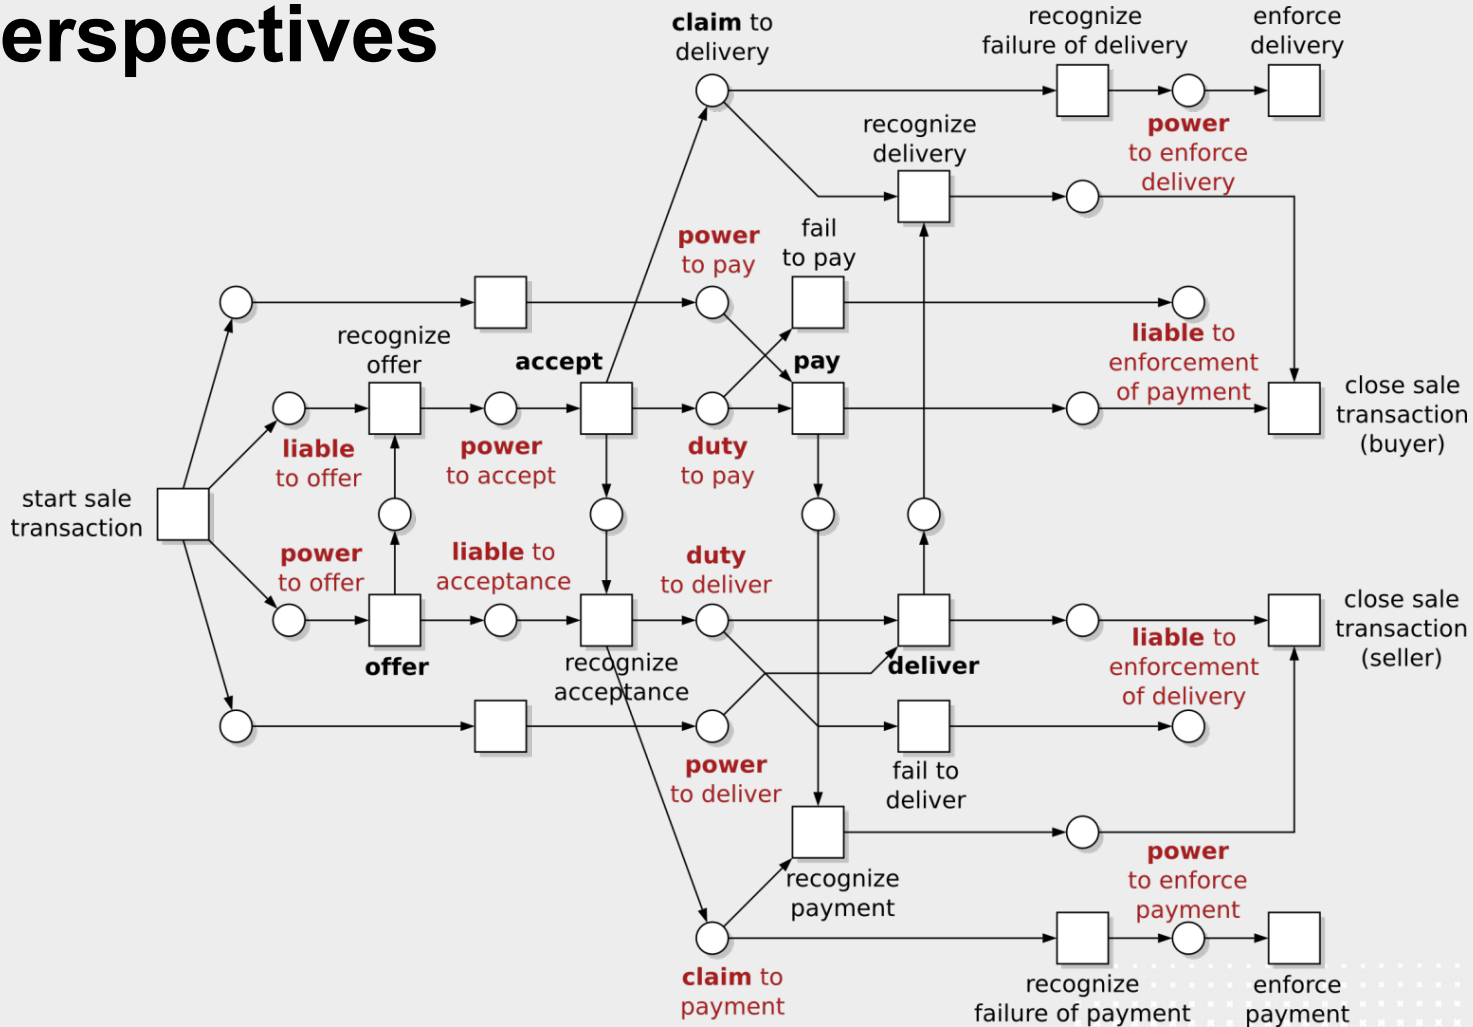 erspectives
claim to
delivery
recognize
failure of delivery
enforce
delivery
power
to enforce
delivery
recognize
delivery
fail
to pay
power
to pay
recognize
offer
accept
pay
liable to
enforcement
of payment
close sale
transaction
(buyer)
liable
to offer
power
to accept
duty
to pay
start sale
transaction
power
to offer
liable to
acceptance
duty
to deliver
offer
recognize
acceptance
deliver
liable to
enforcement
of delivery
close sale
transaction
(seller)
power
to deliver
fail to
deliver
recognize
payment
power
to enforce
payment
claim to
payment
recognize
failure of payment
enforce
payment